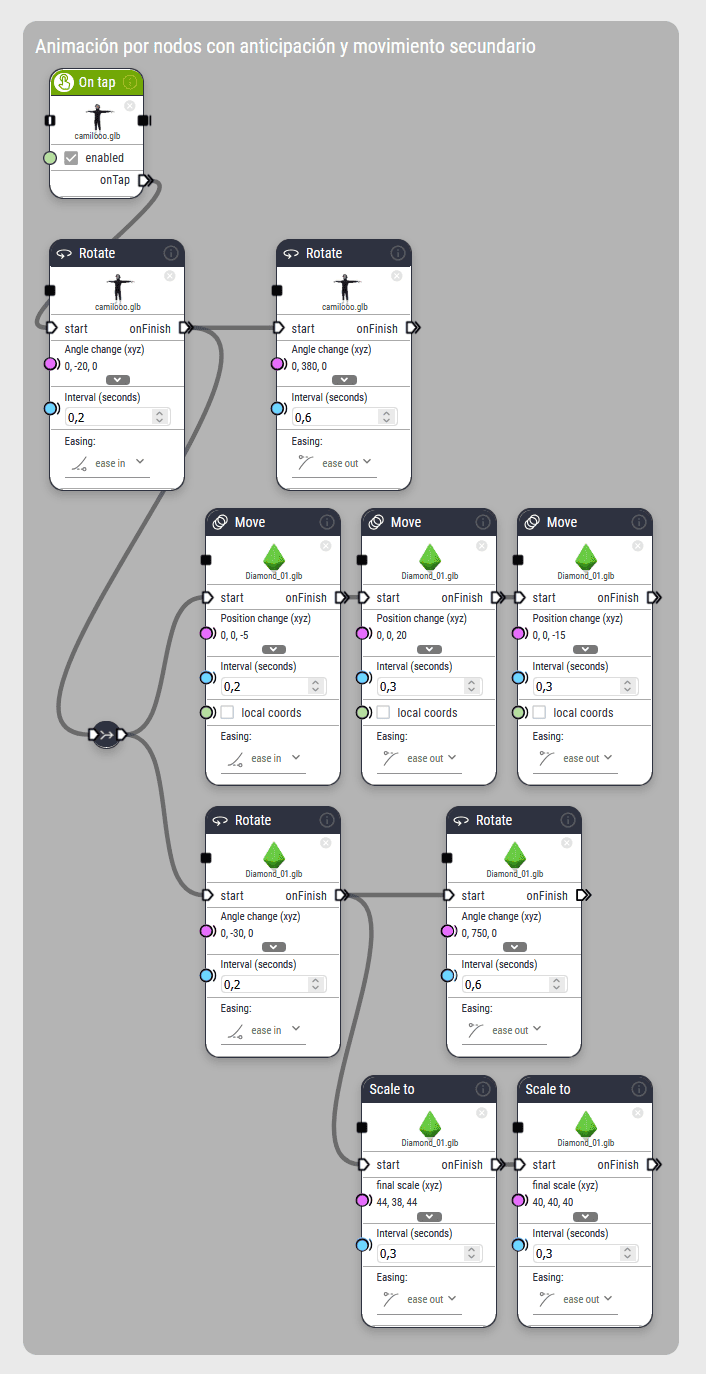 Animación por nodos con anticipación y movimiento secundario
On tap
camilooo.glb
enabled
onTap
Rotate
camilooo.glb
start onFinish
Angle change (xyz)
0, -20, 0
Interval (seconds)
0,2
Easing:
ease in
Rotate
camilooo.glb
start onFinish
Angle change (xyz)
0, 380, 0
Interval (seconds)
0,6
Easing:
ease out
Move
Diamond_01.glb
start onFinish
Position change (xyz)
0, 0, -5
Interval (seconds)
0,2
local coords
Easing:
ease in
Move
Diamond_01.glb
start onFinish
Position change (xyz)
0, 0, 20
Interval (seconds)
0,3
local coords
Easing:
ease out
Move
Diamond_01.glb
start onFinish
Position change (xyz)
0, 0, -15
Interval (seconds)
0,3
local coords
Easing:
ease out
Rotate
Diamond_01.glb
start onFinish
Angle change (xyz)
0, -30, 0
Interval (seconds)
0,2
Easing:
ease in
Rotate
Diamond_01.glb
start onFinish
Angle change (xyz)
0, 750, 0
Interval (seconds)
0,6
Easing:
ease out
Scale to
Diamond_01.glb
start onFinish
final scale (xyz)
44, 38, 44
Interval (seconds)
0,3
Easing:
ease out
Scale to
Diamond_01.glb
start onFinish
final scale (xyz)
40, 40, 40
Interval (seconds)
0,3
Easing:
ease out